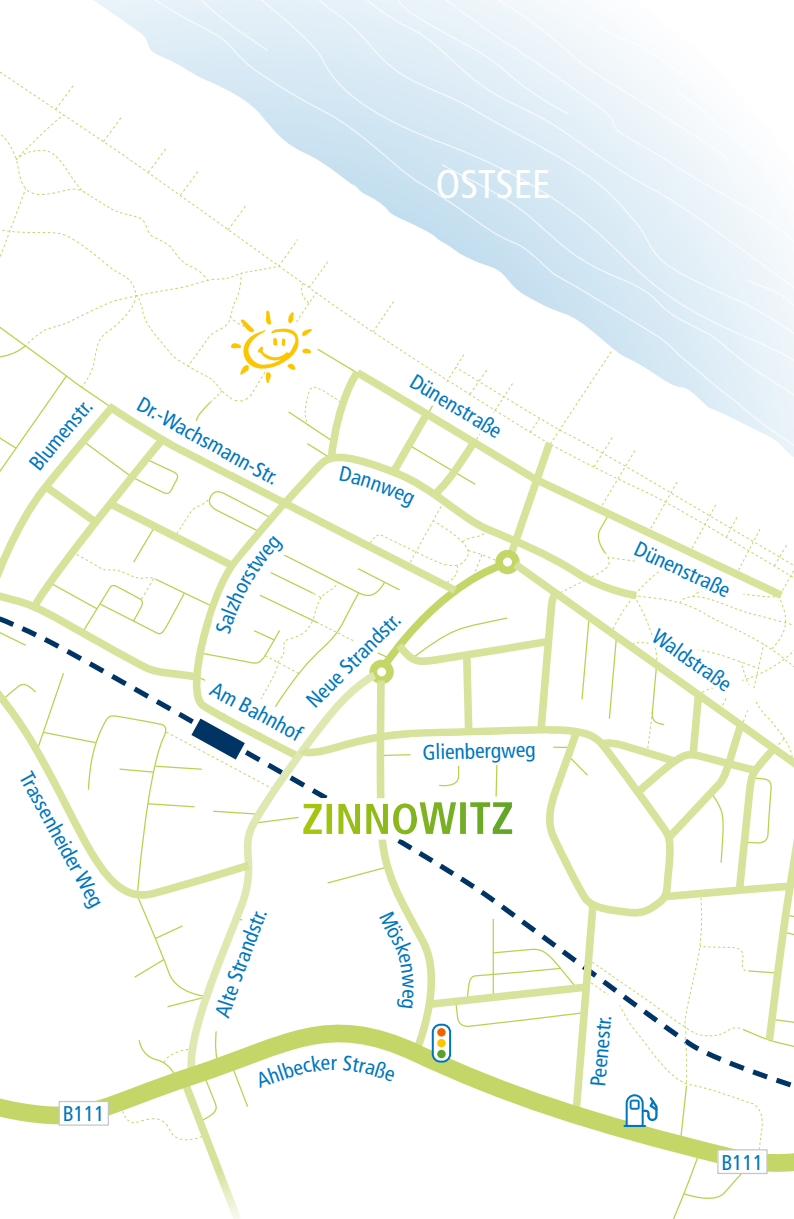 OSTSEE
Dünenstraße
Blumenstr.
Dr.-Wachsmann-Str.
Dannweg
Dünenstraße
Salzhorstweg
Neue Strandstr.
Waldstraße
Am Bahnhof
Glienbergweg
Trassenheider Weg
ZINNOWITZ
Alte Strandstr.
Möskenweg
Peenestr.
Ahlbecker Straße
B111
B111